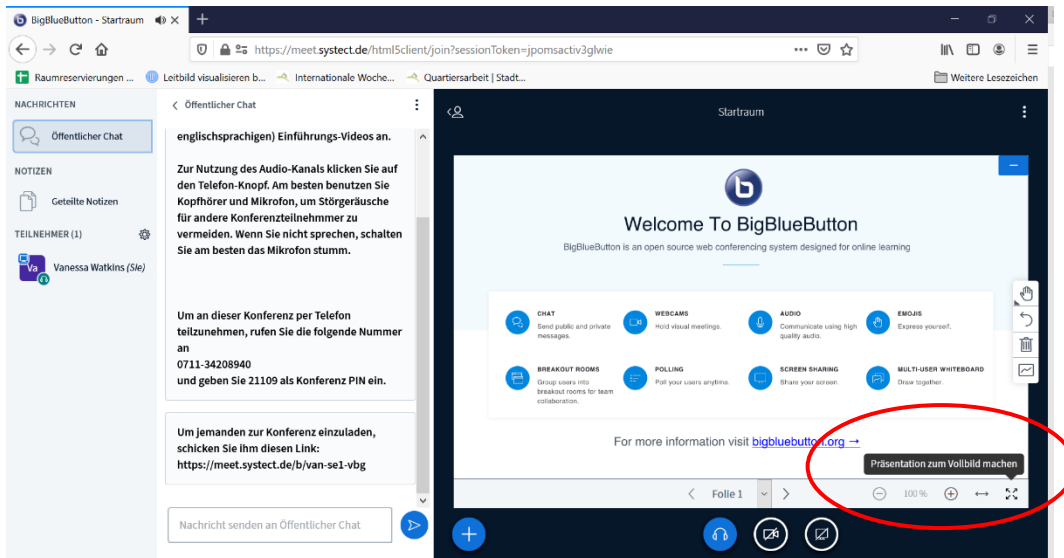 BigBlueButton - Startraum
https://meet.systect.de/html5client/join?sessionToken=jpomsactiv3glwie
Raumreservierungen ...
Leitbild visualisieren b...
Internationale Woche...
Quartiersarbeit | Stadt...
Weitere Lesezeichen
NACHRICHTEN
Öffentlicher Chat
NOTIZEN
Geteilte Notizen
TEILNEHMER (1)
Va
Vanessa Watkins (Sie)
Öffentlicher Chat
englischsprachigen) Einführungs-Videos an.
Zur Nutzung des Audio-Kanals klicken Sie auf
den Telefon-Knopf. Am besten benutzen Sie
Kopfhörer und Mikrofon, um Störgeräusche
für andere Konferenzteilnehmmer zu
vermeiden. Wenn Sie nicht sprechen, schalten
Sie am besten das Mikrofon stumm.
Um an dieser Konferenz per Telefon
teilzunehmen, rufen Sie die folgende Nummer
an
0711-34208940
und geben Sie 21109 als Konferenz PIN ein.
Um jemanden zur Konferenz einzuladen,
schicken Sie ihm diesen Link:
https://meet.systect.de/b/van-se1-vbg
Nachricht senden an Öffentlicher Chat
Startraum
b
Welcome To BigBlueButton
BigBlueButton is an open source web conferencing system designed for online learning
CHAT
Send public and private
messages.
WEBCAMS
Hold visual meetings.
AUDIO
Communicate using high
quality audio.
EMOJIS
Express yourself.
BREAKOUT ROOMS
Group users into
breakout rooms for team
collaboration.
POLLING
Poll your users anytime.
SCREEN SHARING
Share your screen.
MULTI-USER WHITEBOARD
Draw together.
For more information visit bigbluebutton.org →
Präsentation zum Vollbild machen
Folie 1
100 %